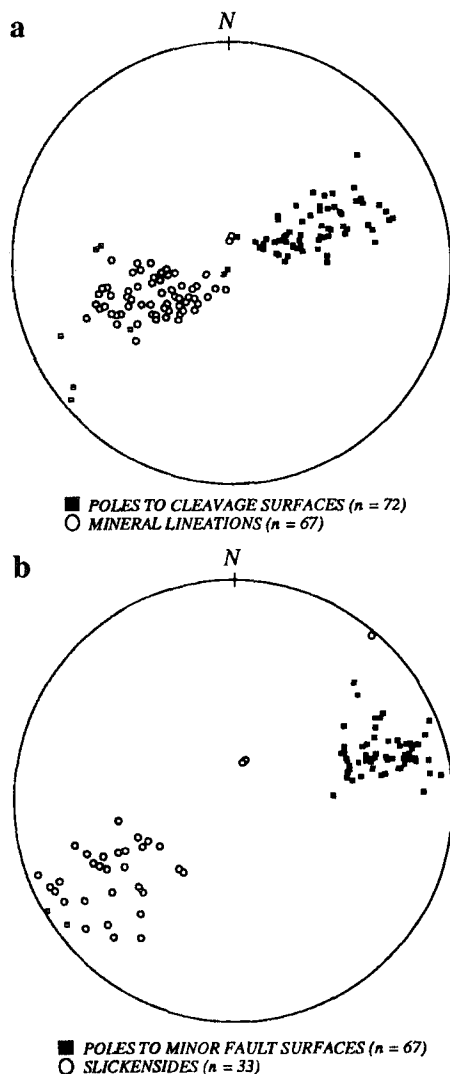 a
N
POLES TO CLEAVAGE SURFACES (n = 72)
MINERAL LINEATIONS (n = 67)
b
N
POLES TO MINOR FAULT SURFACES (n = 67)
SLICKENSIDES (n = 33)